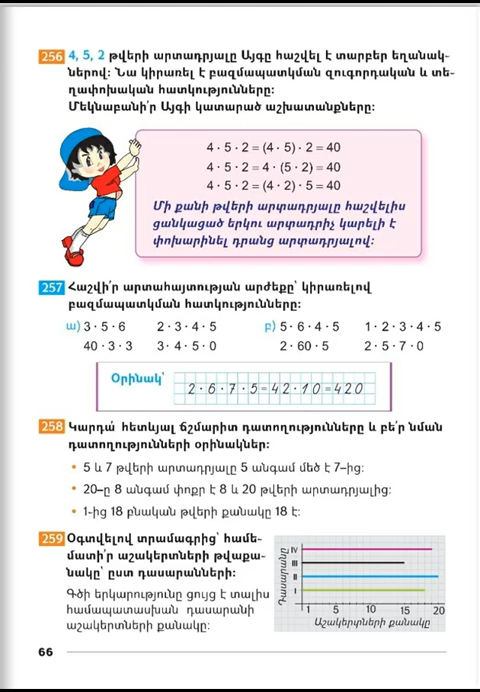 256 4, 5, 2 թվերի արտադրյալը Այգը հաշվել է տարբեր եղանակ-
ներով: Նա կիրառել է բազմապատկման զուգորդական և տե-
ղափոխական հատկությունները:
Մեկնաբանի՛ր Այգի կատարած աշխատանքները:
4 · 5 · 2 = (4 · 5) · 2 = 40
4 · 5 · 2 = 4 · (5 · 2) = 40
4 · 5 · 2 = (4 · 2) · 5 = 40
Մի քանի թվերի արտադրյալը հաշվելիս
ցանկացած երկու արտադրիչ կարելի է
փոխարինել դրանց արտադրյալով:
257 Հաշվի՛ր արտահայտության արժեքը՝ կիրառելով
բազմապատկման հատկությունները:
ա) 3 · 5 · 6 2 · 3 · 4 · 5 բ) 5 · 6 · 4 · 5 1 · 2 · 3 · 4 · 5
40 · 3 · 3 3 · 4 · 5 · 0 2 · 60 · 5 2 · 5 · 7 · 0
Օրինակ՝ 2 · 6 · 7 · 5 = 42 · 10 = 420
258 Կարդա՛ հետևյալ ճշմարիտ դատողությունները և բե՛ր նման
դատողությունների օրինակներ:
• 5 և 7 թվերի արտադրյալը 5 անգամ մեծ է 7–ից:
• 20–ը 8 անգամ փոքր է 8 և 20 թվերի արտադրյալից:
• 1-ից 18 բնական թվերի քանակը 18 է:
259 Օգտվելով տրամագրից՝ համե-
մատի՛ր աշակերտների թվաքա-
նակը՝ ըստ դասարանների:
Գծի երկարությունը ցույց է տալիս
համապատասխան դասարանի
աշակերտների քանակը:
Դասարանը
IV
III
II
I
1 5 10 15 20
Աշակերտների քանակը
66